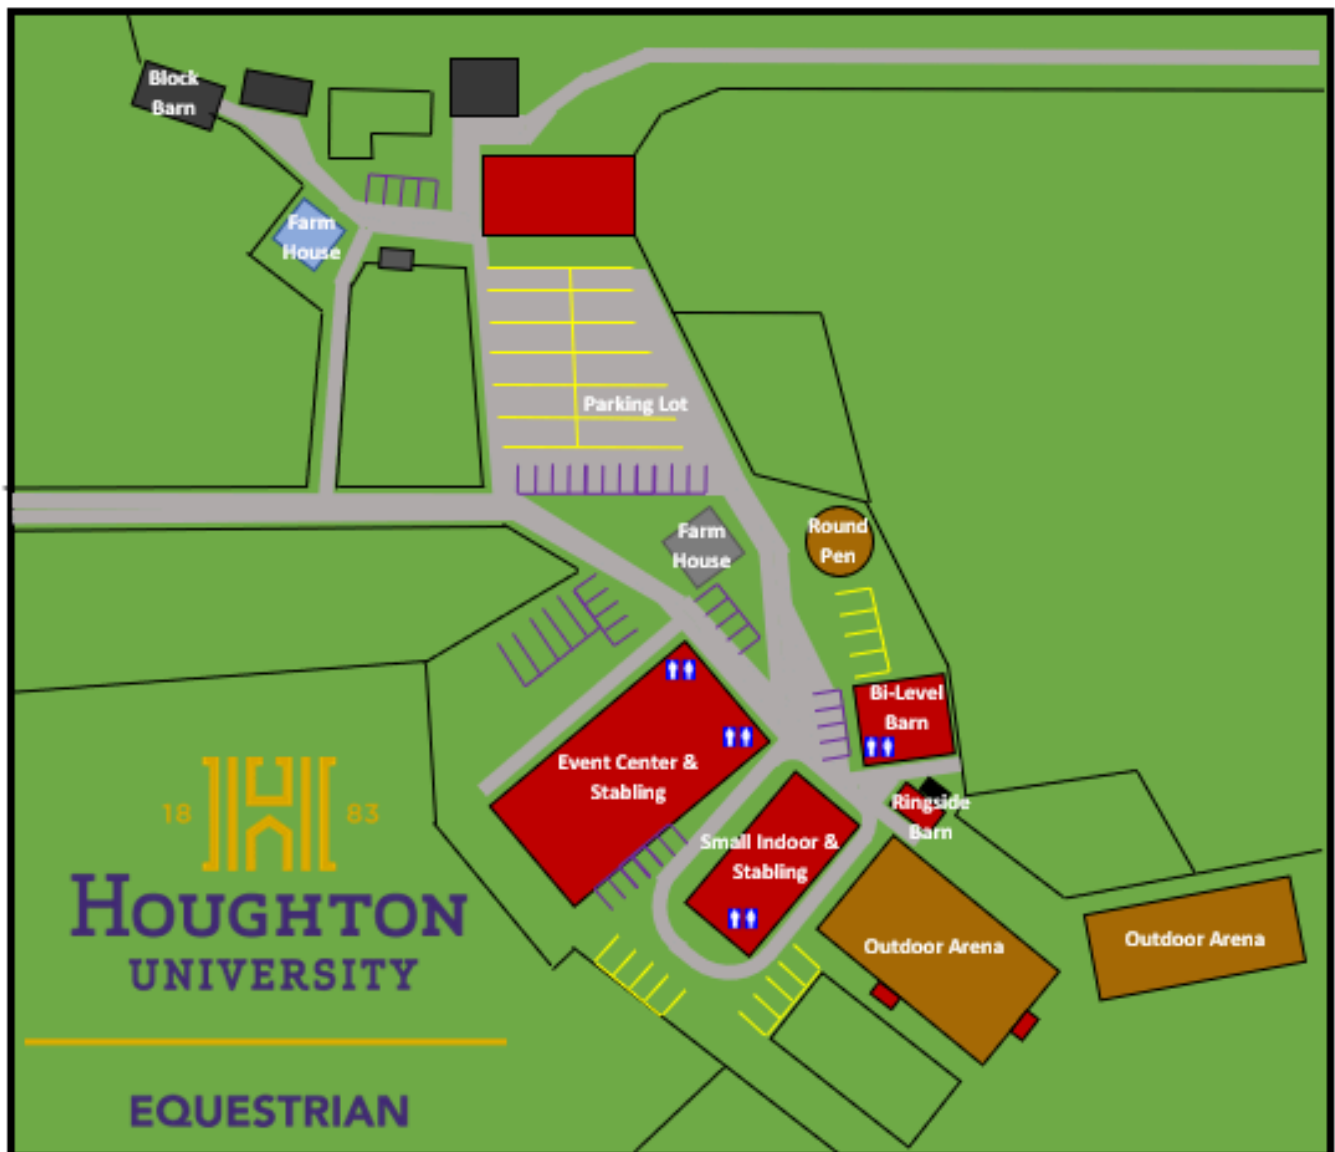 Block
Barn
Farm
House
Parking Lot
Farm
House
Round
Pen
Bi-Level
Barn
Event Center &
Stabling
Ringside
Barn
Small Indoor &
Stabling
Outdoor Arena
Outdoor Arena
18 83
HOUGHTON
UNIVERSITY
EQUESTRIAN